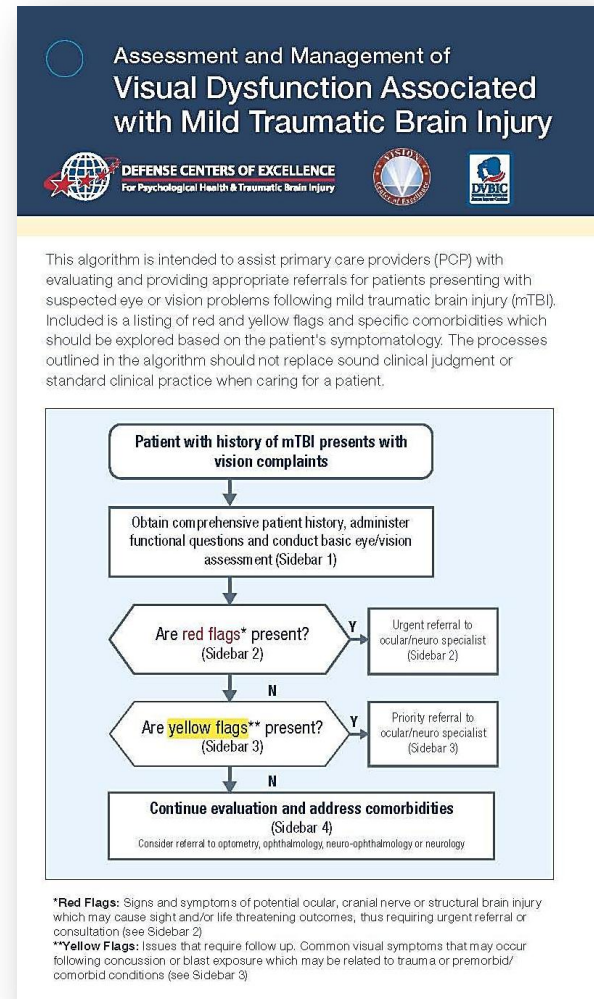 Assessment and Management of
Visual Dysfunction Associated
with Mild Traumatic Brain Injury
DEFENSE CENTERS OF EXCELLENCE
For Psychological Health & Traumatic Brain Injury
VISION
Center of Excellence
DVBIC
This algorithm is intended to assist primary care providers (PCP) with
evaluating and providing appropriate referrals for patients presenting with
suspected eye or vision problems following mild traumatic brain injury (mTBI).
Included is a listing of red and yellow flags and specific comorbidities which
should be explored based on the patient's symptomatology. The processes
outlined in the algorithm should not replace sound clinical judgment or
standard clinical practice when caring for a patient.
Patient with history of mTBI presents with
vision complaints
Obtain comprehensive patient history, administer
functional questions and conduct basic eye/vision
assessment (Sidebar 1)
Are red flags* present?
(Sidebar 2)
Y
Urgent referral to
ocular/neuro specialist
(Sidebar 2)
N
Are yellow flags** present?
(Sidebar 3)
Y
Priority referral to
ocular/neuro specialist
(Sidebar 3)
N
Continue evaluation and address comorbidities
(Sidebar 4)
Consider referral to optometry, ophthalmology, neuro-ophthalmology or neurology
*Red Flags: Signs and symptoms of potential ocular, cranial nerve or structural brain injury
which may cause sight and/or life threatening outcomes, thus requiring urgent referral or
consultation (see Sidebar 2)
**Yellow Flags: Issues that require follow up. Common visual symptoms that may occur
following concussion or blast exposure which may be related to trauma or premorbid/
comorbid conditions (see Sidebar 3)